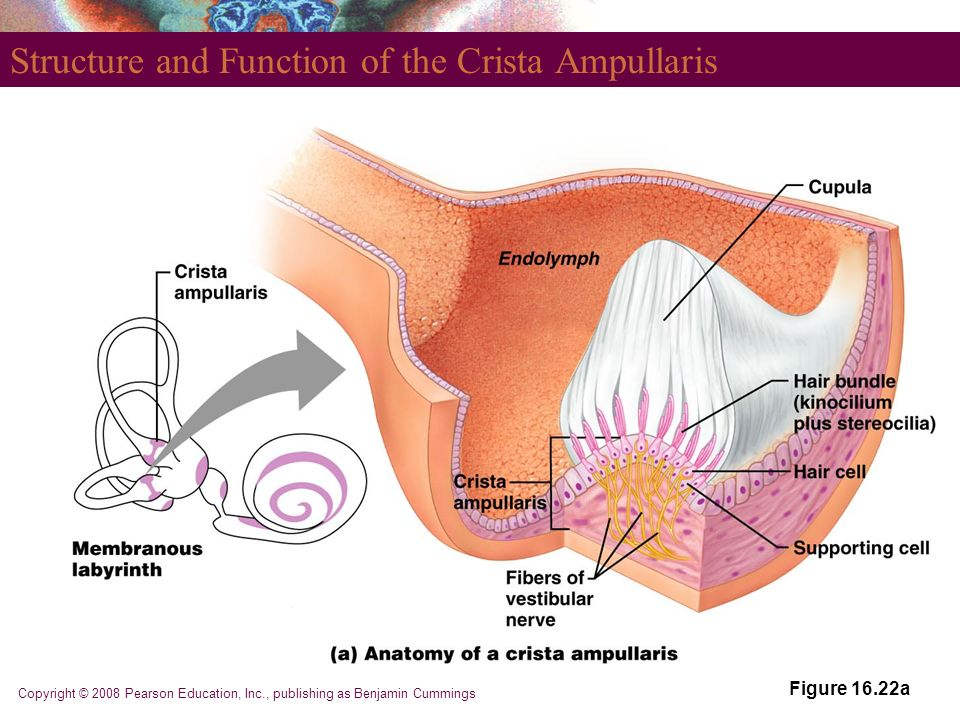 Structure and Function of the Crista Ampullaris
Cupula
Endolymph
Crista
ampullaris
Hair bundle
(kinocilium
plus stereocilia)
Hair cell
Crista
ampullaris
Membranous
labyrinth
Supporting cell
Fibers of
vestibular
nerve
(a) Anatomy of a crista ampullaris
Figure 16.22a
Copyright © 2008 Pearson Education, Inc., publishing as Benjamin Cummings